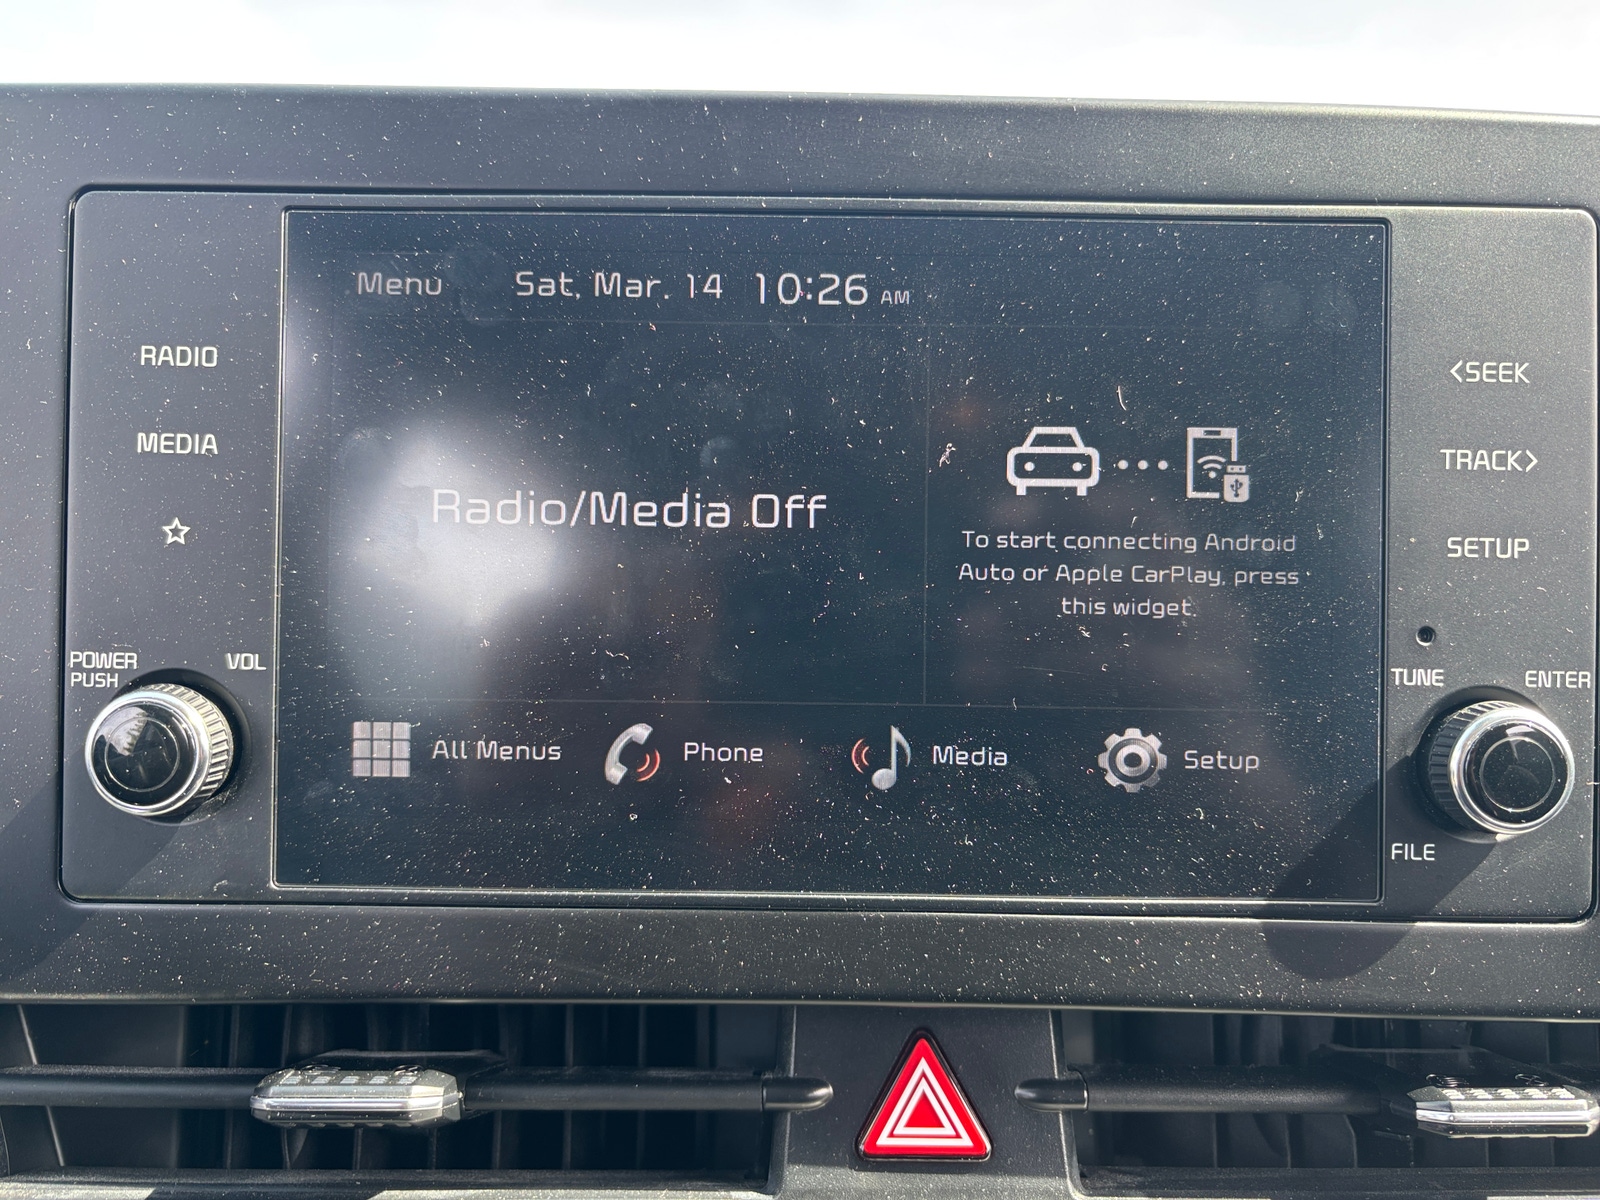 Menu Sat, Mar. 14 10:26 AM
RADIO
MEDIA
POWER
PUSH
VOL
Radio/Media Off
To start connecting Android
Auto or Apple CarPlay, press
this widget.
All Menus Phone Media Setup
<SEEK
TRACK>
SETUP
TUNE
ENTER
FILE